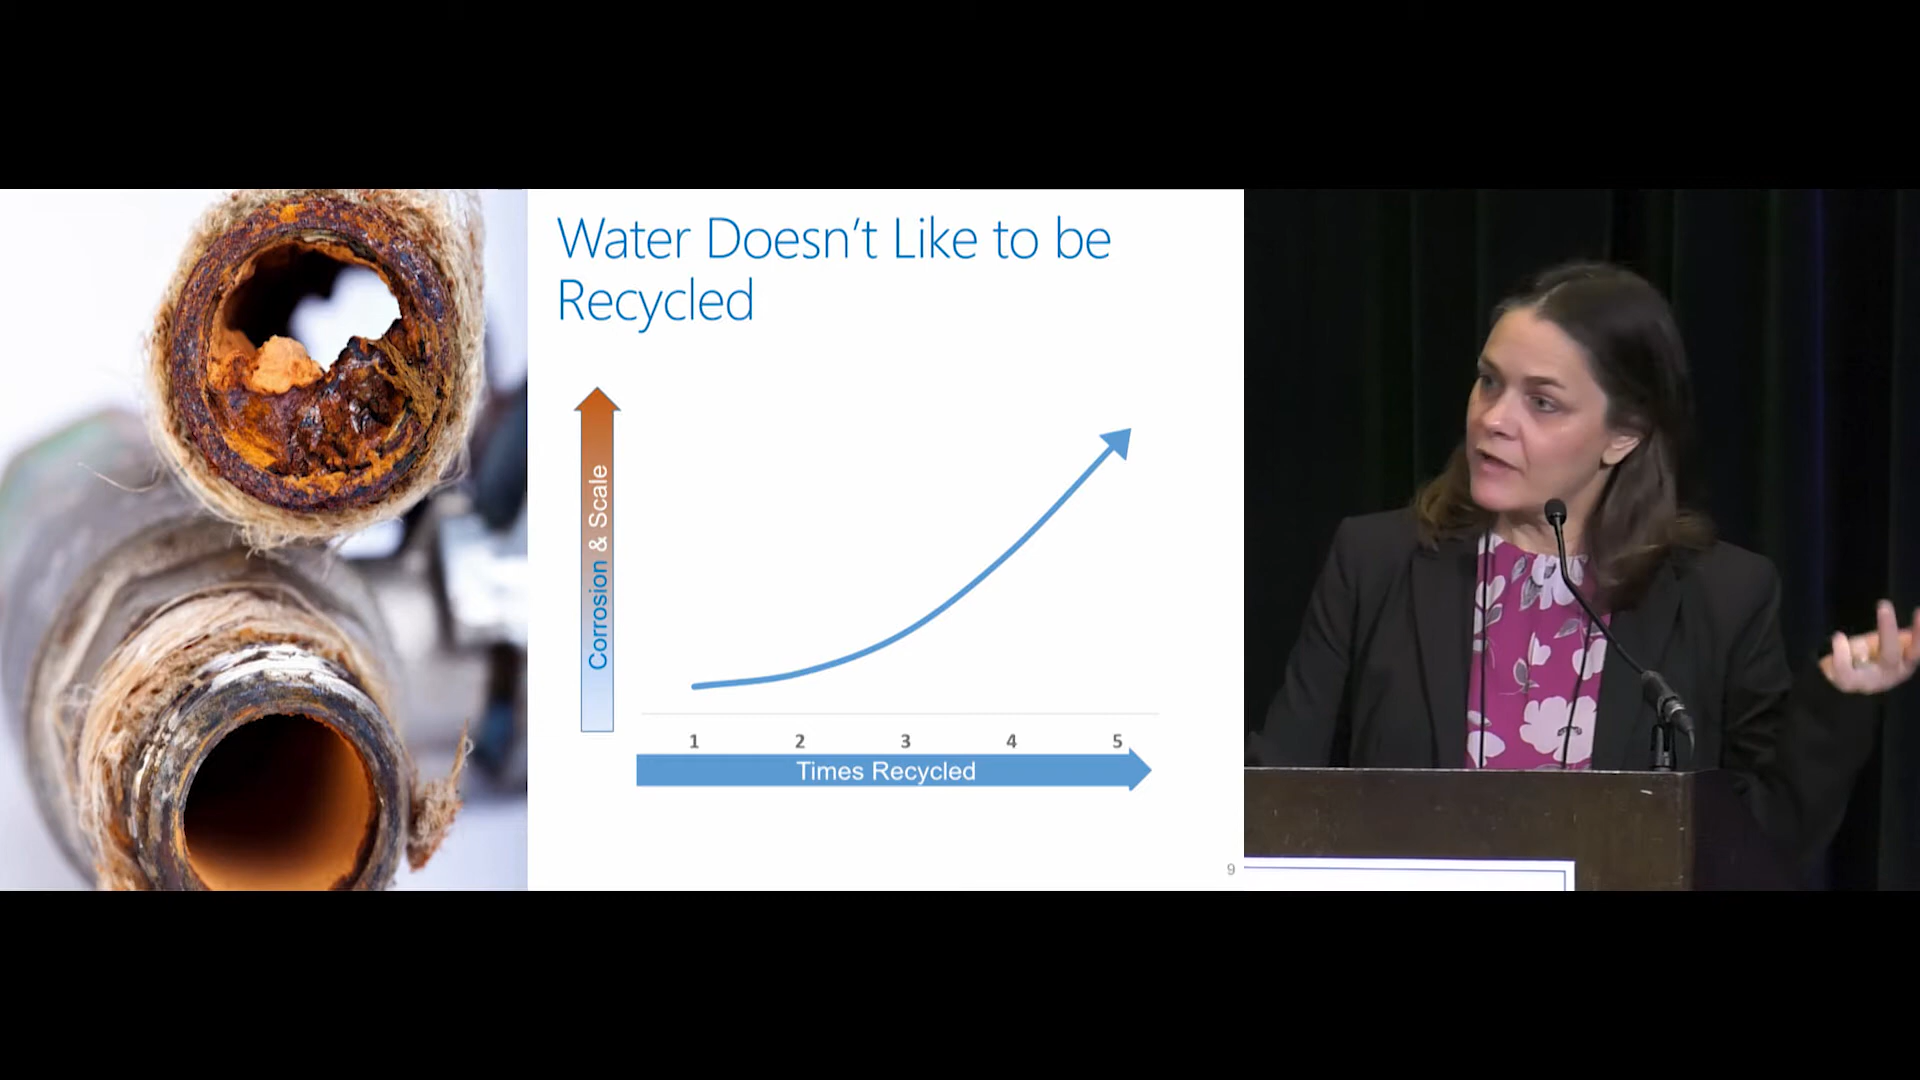 Water Doesn't Like to be
Recycled
Corrosion & Scale
1 2 3 4 5
Times Recycled
9